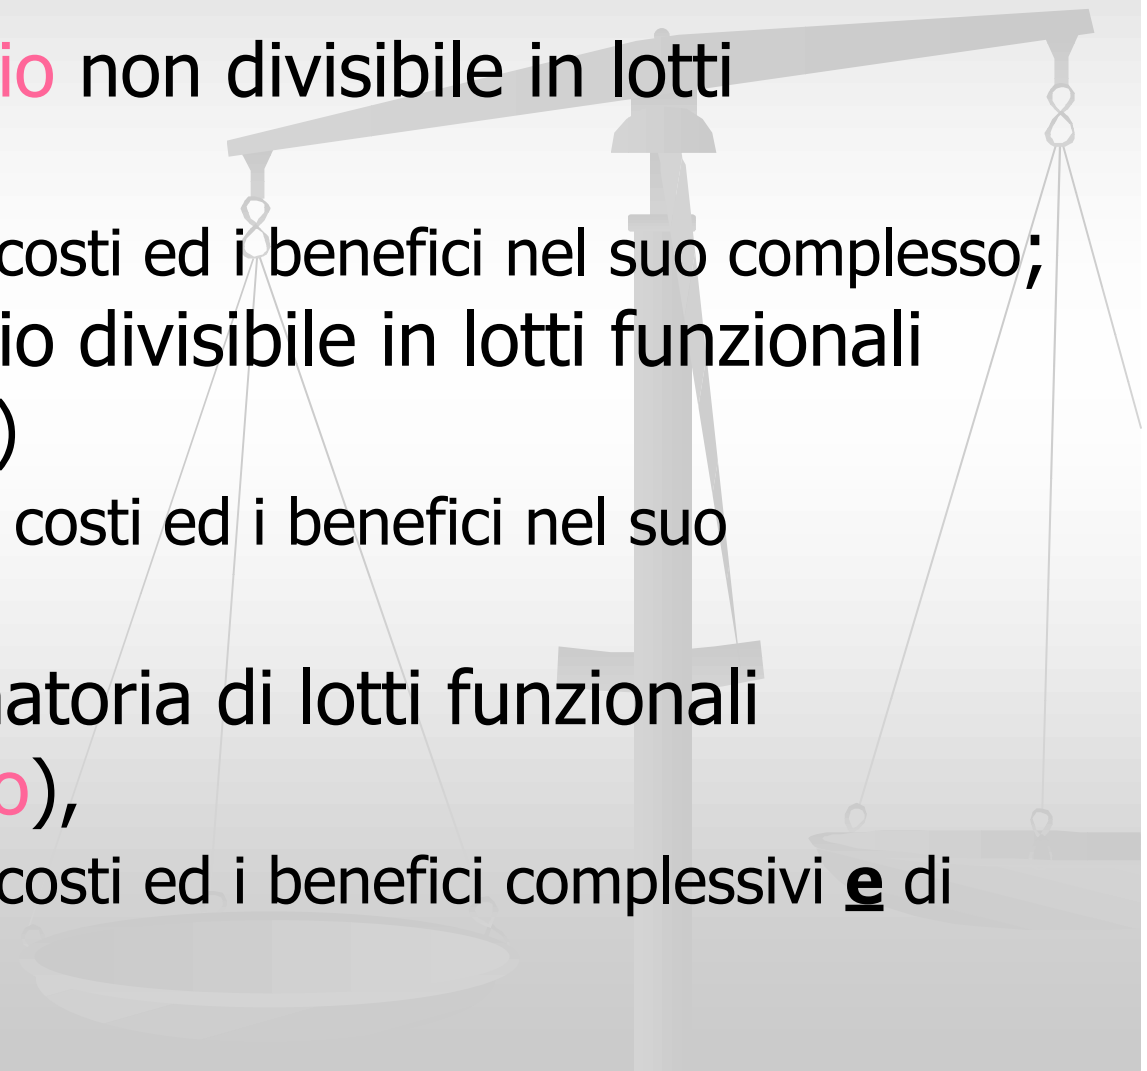 io non divisibile in lotti
costi ed i benefici nel suo complesso;
io divisibile in lotti funzionali
)
costi ed i benefici nel suo
atoria di lotti funzionali
o),
costi ed i benefici complessivi e di